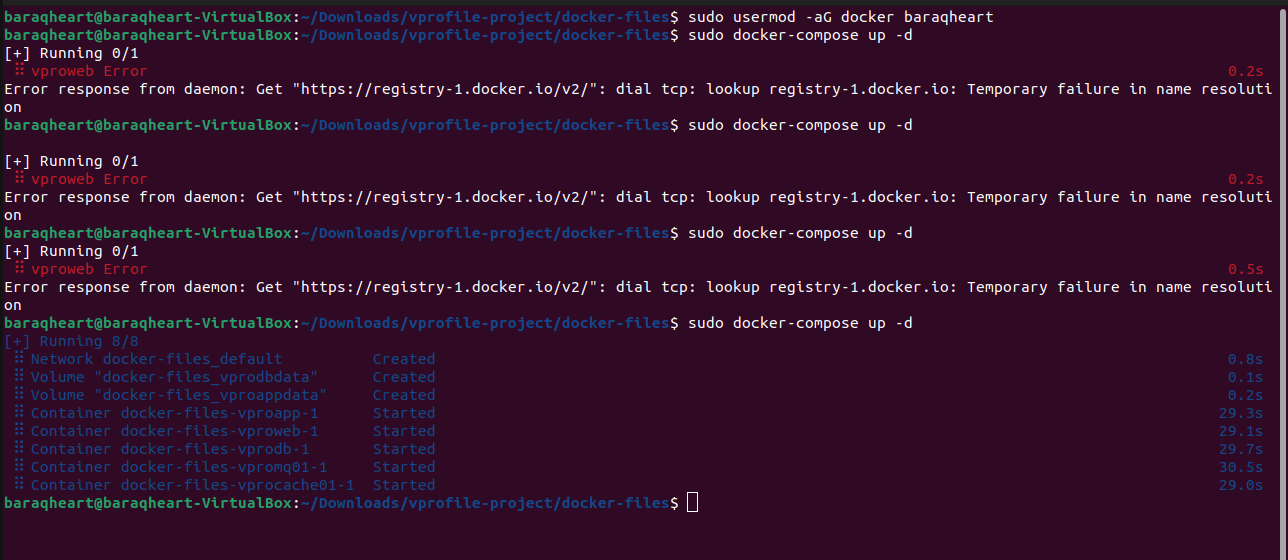 baraqheart@baraqheart-VirtualBox:~/Downloads/vprofile-project/docker-files$ sudo usermod -aG docker baraqheart
baraqheart@baraqheart-VirtualBox:~/Downloads/vprofile-project/docker-files$ sudo docker-compose up -d
[+] Running 0/1
⠿ vproweb Error 0.2s
Error response from daemon: Get "https://registry-1.docker.io/v2/": dial tcp: lookup registry-1.docker.io: Temporary failure in name resoluti
on
baraqheart@baraqheart-VirtualBox:~/Downloads/vprofile-project/docker-files$ sudo docker-compose up -d
[+] Running 0/1
⠿ vproweb Error 0.2s
Error response from daemon: Get "https://registry-1.docker.io/v2/": dial tcp: lookup registry-1.docker.io: Temporary failure in name resoluti
on
baraqheart@baraqheart-VirtualBox:~/Downloads/vprofile-project/docker-files$ sudo docker-compose up -d
[+] Running 0/1
⠿ vproweb Error 0.5s
Error response from daemon: Get "https://registry-1.docker.io/v2/": dial tcp: lookup registry-1.docker.io: Temporary failure in name resoluti
on
baraqheart@baraqheart-VirtualBox:~/Downloads/vprofile-project/docker-files$ sudo docker-compose up -d
[+] Running 8/8
⠿ Network docker-files_default Created 0.8s
⠿ Volume "docker-files_vprodbdata" Created 0.1s
⠿ Volume "docker-files_vproappdata" Created 0.2s
⠿ Container docker-files-vproapp-1 Started 29.3s
⠿ Container docker-files-vproweb-1 Started 29.1s
⠿ Container docker-files-vprodb-1 Started 29.7s
⠿ Container docker-files-vpromq01-1 Started 30.5s
⠿ Container docker-files-vprocache01-1 Started 29.0s
baraqheart@baraqheart-VirtualBox:~/Downloads/vprofile-project/docker-files$